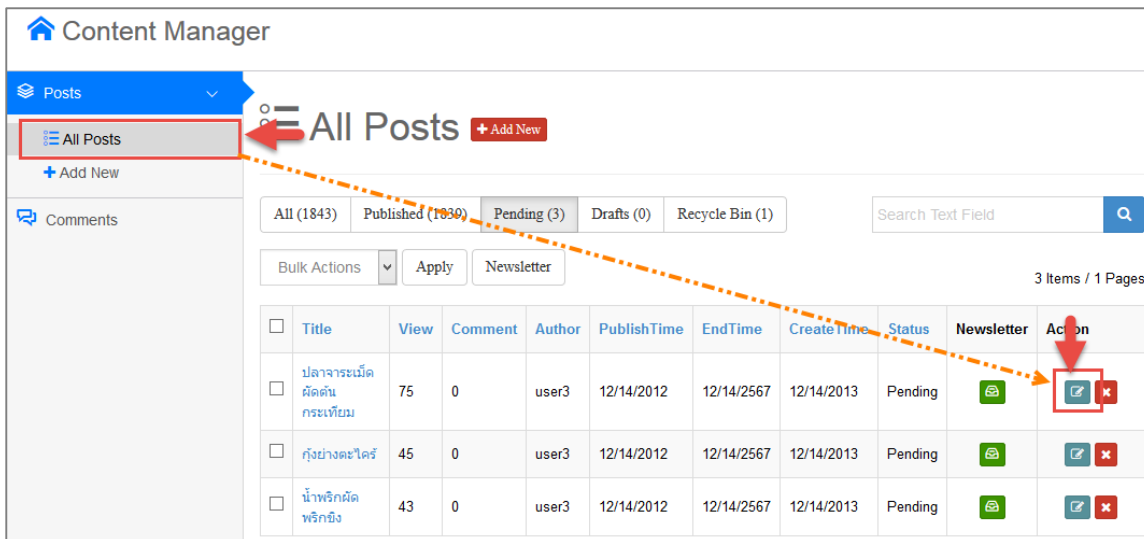 Content Manager
Posts
All Posts
Add New
Comments
All Posts Add New
All (1843) Published (1839) Pending (3) Drafts (0) Recycle Bin (1) Search Text Field
Bulk Actions Apply Newsletter
3 Items / 1 Pages
Title View Comment Author PublishTime EndTime CreateTime Status Newsletter Action
ปลาจาระเม็ด
ผัดต้น
กระเทียม
75 0 user3 12/14/2012 12/14/2567 12/14/2013 Pending
กุ้งย่างตะไคร้ 45 0 user3 12/14/2012 12/14/2567 12/14/2013 Pending
น้ำพริกผัด
พริกขิง
43 0 user3 12/14/2012 12/14/2567 12/14/2013 Pending